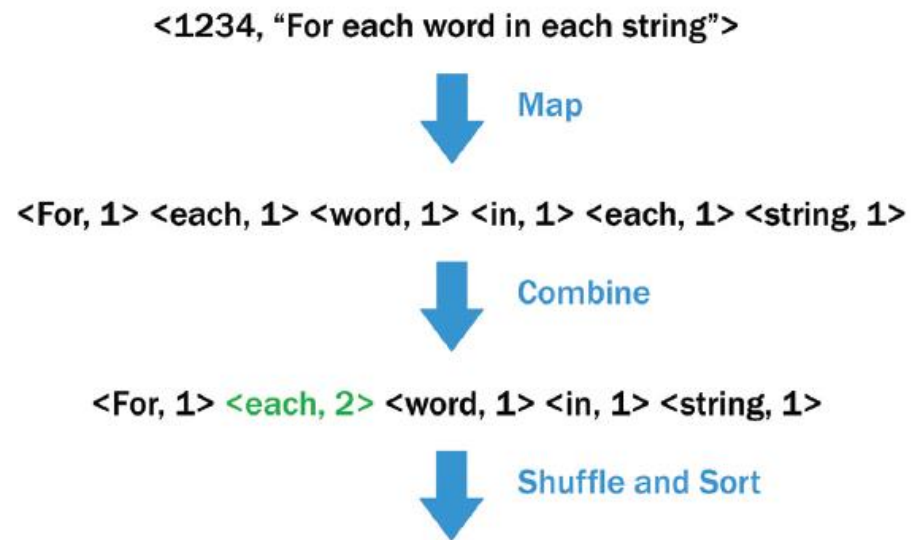 <1234, “For each word in each string”>
Map
<For, 1> <each, 1> <word, 1> <in, 1> <each, 1> <string, 1>
Combine
<For, 1> <each, 2> <word, 1> <in, 1> <string, 1>
Shuffle and Sort